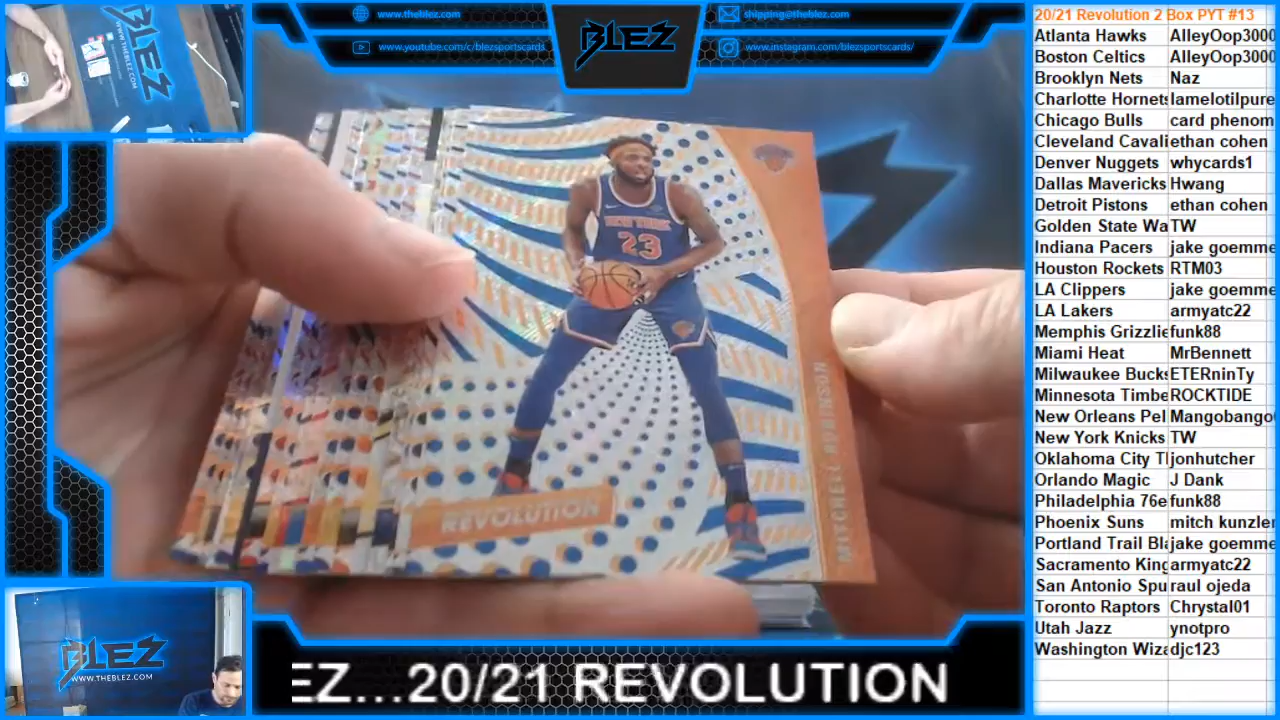 www.theblez.com
shipping@theblez.com
www.youtube.com/c/blezsportscards
www.instagram.com/blezsportscards/
BLEZ
BLEZ
NEW YORK
23
REVOLUTION
MITCHELL ROBINSON
BLEZ
WWW.THEBLEZ.COM
EZ...20/21 REVOLUTION
20/21 Revolution 2 Box PYT #13
Atlanta Hawks AlleyOop3000
Boston Celtics AlleyOop3000
Brooklyn Nets Naz
Charlotte Hornets lamelotilpure
Chicago Bulls card phenom
Cleveland Cavali ethan cohen
Denver Nuggets whycards1
Dallas Mavericks Hwang
Detroit Pistons ethan cohen
Golden State Wa TW
Indiana Pacers jake goemme
Houston Rockets RTM03
LA Clippers jake goemme
LA Lakers armyatc22
Memphis Grizzlie funk88
Miami Heat MrBennett
Milwaukee Bucks ETERninTy
Minnesota Timbe ROCKTIDE
New Orleans Pel Mangobango
New York Knicks TW
Oklahoma City T jonhutcher
Orlando Magic J Dank
Philadelphia 76e funk88
Phoenix Suns mitch kunzler
Portland Trail Bla jake goemme
Sacramento King armyatc22
San Antonio Spu raul ojeda
Toronto Raptors Chrystal01
Utah Jazz ynotpro
Washington Wiza djc123